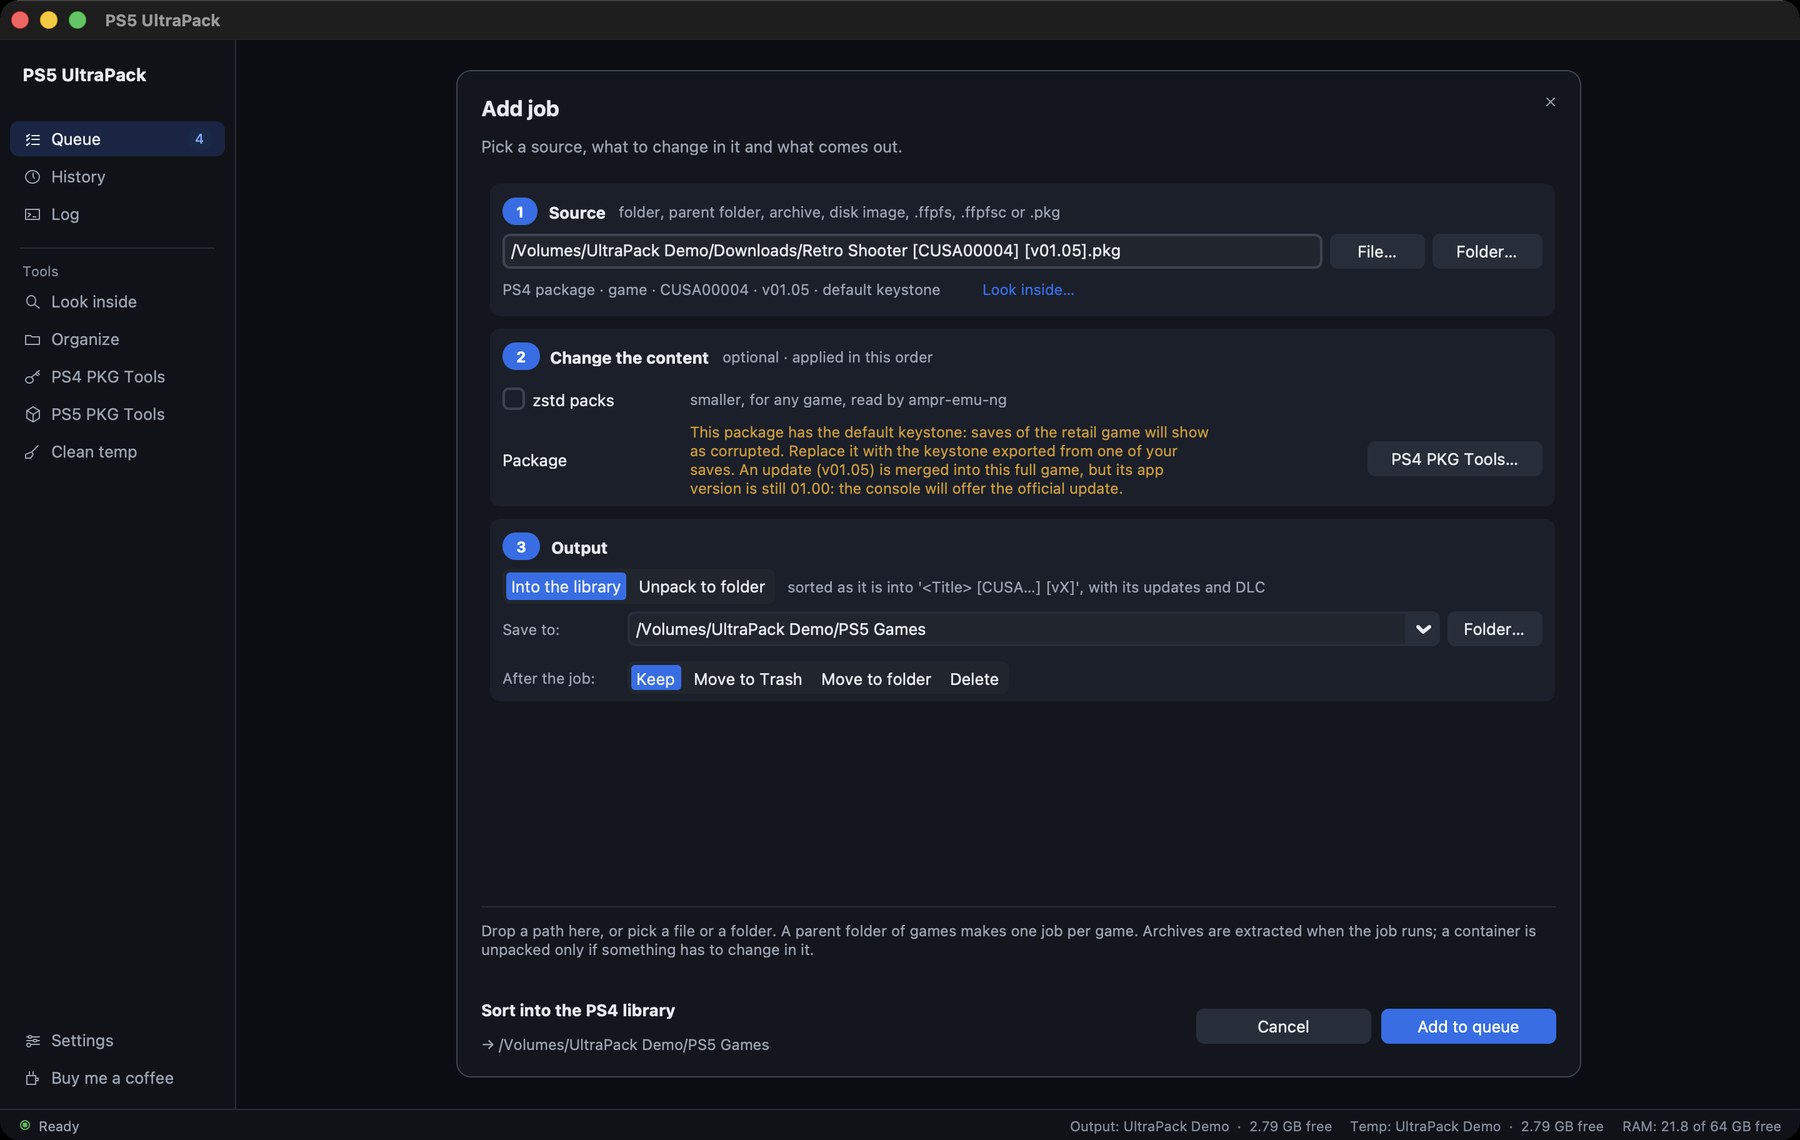 PS5 UltraPack
PS5 UltraPack
Queue 4
History
Log
Tools
Look inside
Organize
PS4 PKG Tools
PS5 PKG Tools
Clean temp
Settings
Buy me a coffee
Add job
Pick a source, what to change in it and what comes out.
1 Source folder, parent folder, archive, disk image, .ffpfs, .ffpfsc or .pkg
/Volumes/UltraPack Demo/Downloads/Retro Shooter [CUSA00004] [v01.05].pkg File... Folder...
PS4 package · game · CUSA00004 · v01.05 · default keystone Look inside...
2 Change the content optional · applied in this order
zstd packs smaller, for any game, read by ampr-emu-ng
Package
This package has the default keystone: saves of the retail game will show
as corrupted. Replace it with the keystone exported from one of your
saves. An update (v01.05) is merged into this full game, but its app
version is still 01.00: the console will offer the official update.
PS4 PKG Tools...
3 Output
Into the library Unpack to folder sorted as it is into '<Title> [CUSA...] [vX]', with its updates and DLC
Save to: /Volumes/UltraPack Demo/PS5 Games Folder...
After the job: Keep Move to Trash Move to folder Delete
Drop a path here, or pick a file or a folder. A parent folder of games makes one job per game. Archives are extracted when the job runs; a container is
unpacked only if something has to change in it.
Sort into the PS4 library
→ /Volumes/UltraPack Demo/PS5 Games
Cancel Add to queue
Ready
Output: UltraPack Demo · 2.79 GB free Temp: UltraPack Demo · 2.79 GB free RAM: 21.8 of 64 GB free